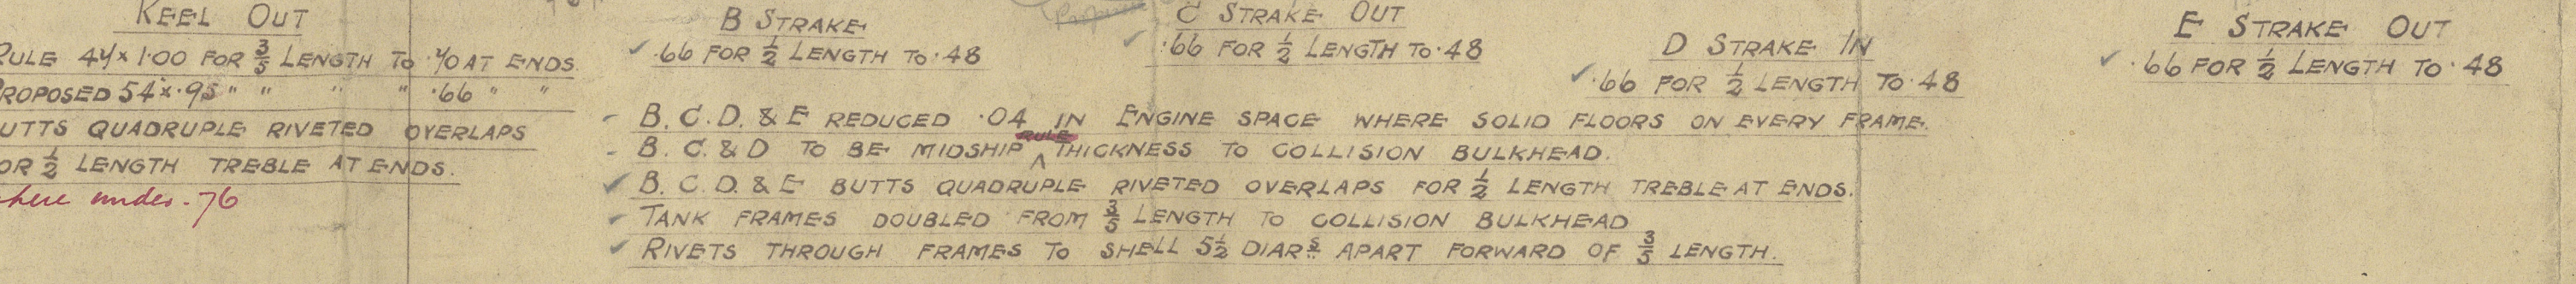 KEEL OUT
RULE 44 x 1.00 FOR 3/5 LENGTH TO .70 AT ENDS.
PROPOSED 54 x .95 " " " " .66 " "
BUTTS QUADRUPLE RIVETED OVERLAPS
FOR 1/2 LENGTH TREBLE AT ENDS.
where under .76
B STRAKE
.66 FOR 1/2 LENGTH TO .48
C STRAKE OUT
.66 FOR 1/2 LENGTH TO .48
D STRAKE IN
.66 FOR 1/2 LENGTH TO .48
E STRAKE OUT
.66 FOR 1/2 LENGTH TO .48
B. C. D. & E REDUCED .04 IN ENGINE SPACE WHERE SOLID FLOORS ON EVERY FRAME.
B. C. & D TO BE MIDSHIP RULE THICKNESS TO COLLISION BULKHEAD.
B. C. D. & E BUTTS QUADRUPLE RIVETED OVERLAPS FOR 1/2 LENGTH TREBLE AT ENDS.
TANK FRAMES DOUBLED FROM 3/5 LENGTH TO COLLISION BULKHEAD
RIVETS THROUGH FRAMES TO SHELL 5 1/2 DIARS APART FORWARD OF 3/5 LENGTH.